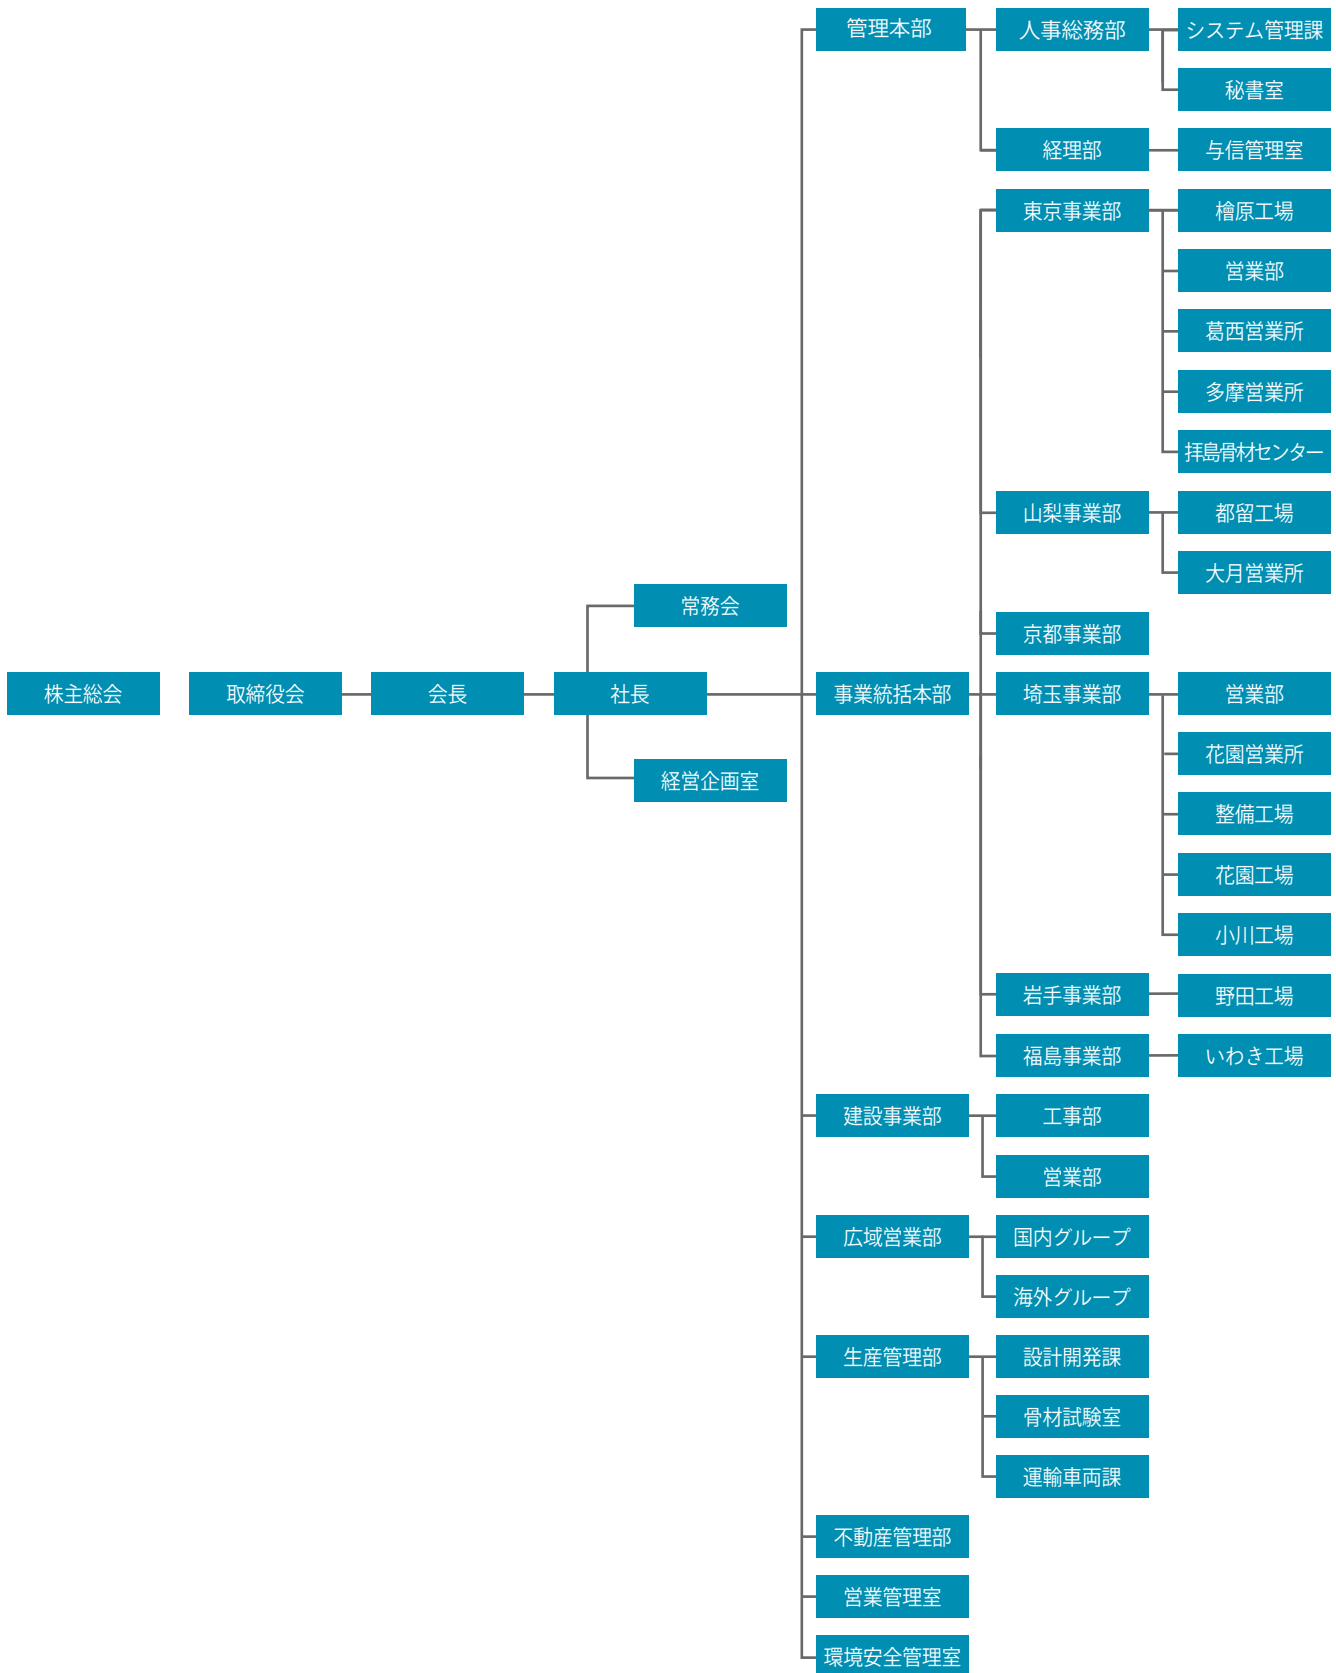 株主総会
取締役会
会長
社長
常務会
経営企画室
管理本部
人事総務部
システム管理課
秘書室
経理部
与信管理室
事業統括本部
東京事業部
檜原工場
営業部
葛西営業所
多摩営業所
拝島骨材センター
山梨事業部
都留工場
大月営業所
京都事業部
埼玉事業部
営業部
花園営業所
整備工場
花園工場
小川工場
岩手事業部
野田工場
福島事業部
いわき工場
建設事業部
工事部
営業部
広域営業部
国内グループ
海外グループ
生産管理部
設計開発課
骨材試験室
運輸車両課
不動産管理部
営業管理室
環境安全管理室